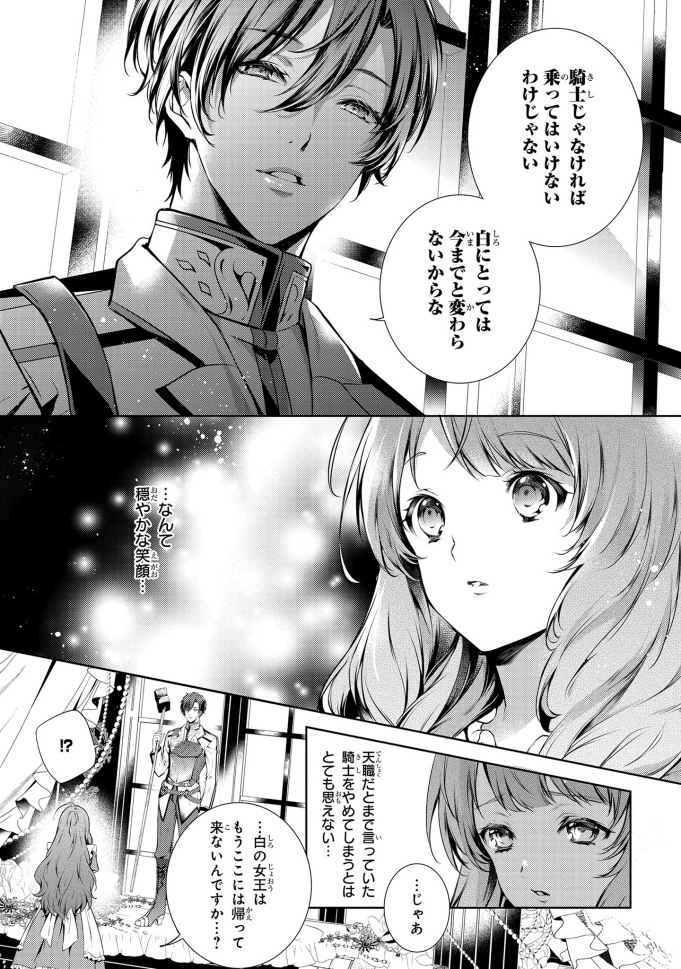 騎士じゃなければ
乗ってはいけない
わけじゃない
白にとっては
今までと変わら
ないからな
…なんて
穏やかな笑顔…
天職だとまで言っていた
騎士をやめてしまうとは
とても思えない…
…じゃあ
…白の女王は
もうここには帰って
来ないんですか…?
!?